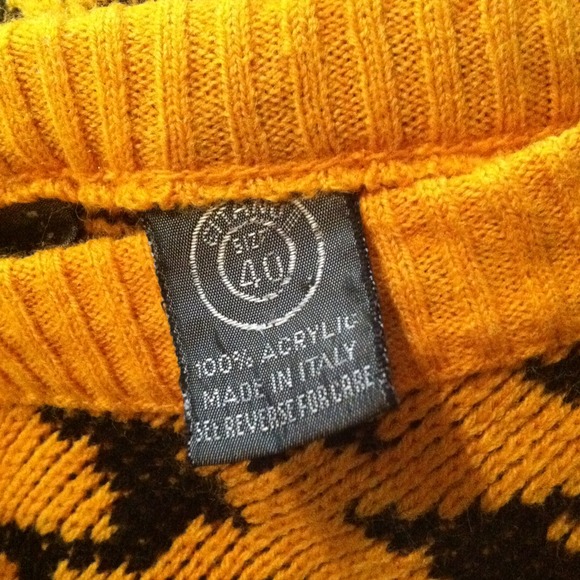 SIZE
40
100% ACRYLIC
MADE IN ITALY
SEE REVERSE FOR CARE